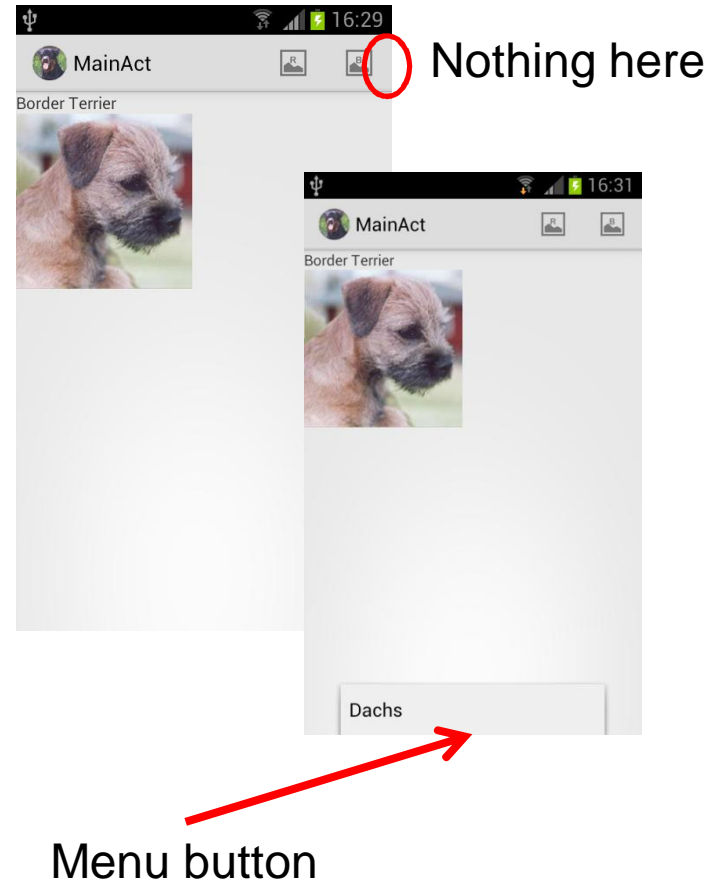 16:29
MainAct
R
B
Nothing here
Border Terrier
16:31
MainAct
R
B
Border Terrier
Dachs
Menu button